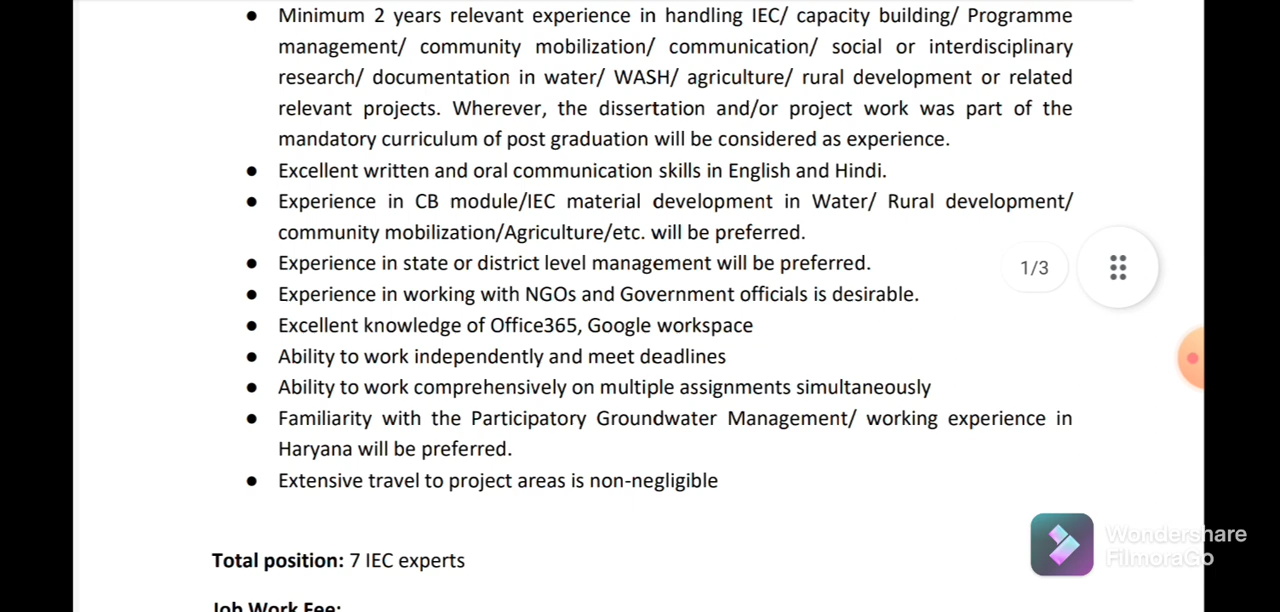 ● Minimum 2 years relevant experience in handling IEC/ capacity building/ Programme
management/ community mobilization/ communication/ social or interdisciplinary
research/ documentation in water/ WASH/ agriculture/ rural development or related
relevant projects. Wherever, the dissertation and/or project work was part of the
mandatory curriculum of post graduation will be considered as experience.
● Excellent written and oral communication skills in English and Hindi.
● Experience in CB module/IEC material development in Water/ Rural development/
community mobilization/Agriculture/etc. will be preferred.
● Experience in state or district level management will be preferred.
1/3
● Experience in working with NGOs and Government officials is desirable.
● Excellent knowledge of Office365, Google workspace
● Ability to work independently and meet deadlines
● Ability to work comprehensively on multiple assignments simultaneously
● Familiarity with the Participatory Groundwater Management/ working experience in
Haryana will be preferred.
● Extensive travel to project areas is non-negligible
Wondershare
FilmoraGo
Total position: 7 IEC experts
Job Work Fee: